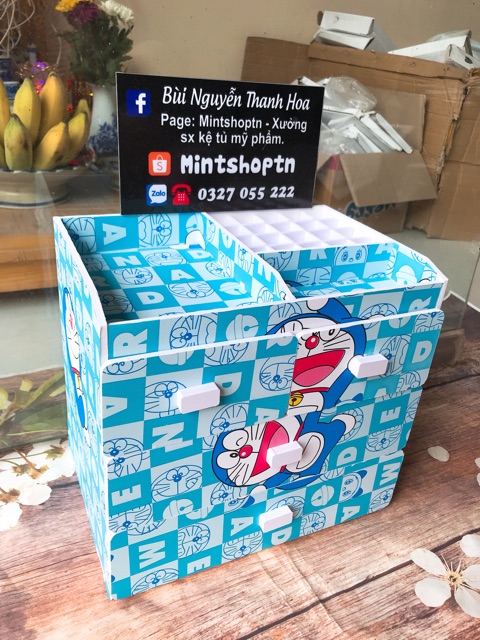 Bùi Nguyễn Thanh Hoa
Page: Mintshoptn - Xưởng
sx kệ tủ mỹ phẩm.
Mintshoptn
Zalo 0327 055 222